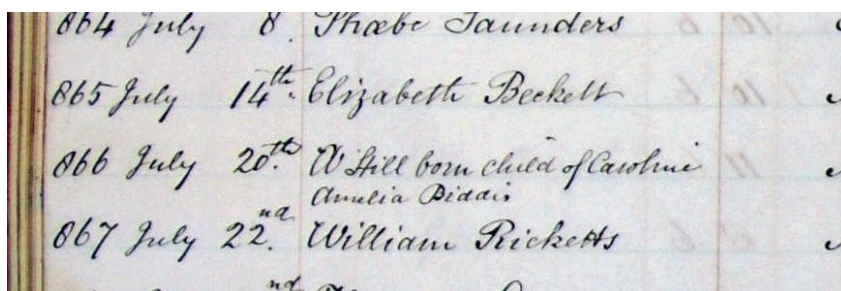 864 July 8. Phœbe Saunders
865 July 14th. Elizabeth Beckett
866 July 20th. A Still born child of Caroline
Amelia
867 July 22nd. William Ricketts
nd